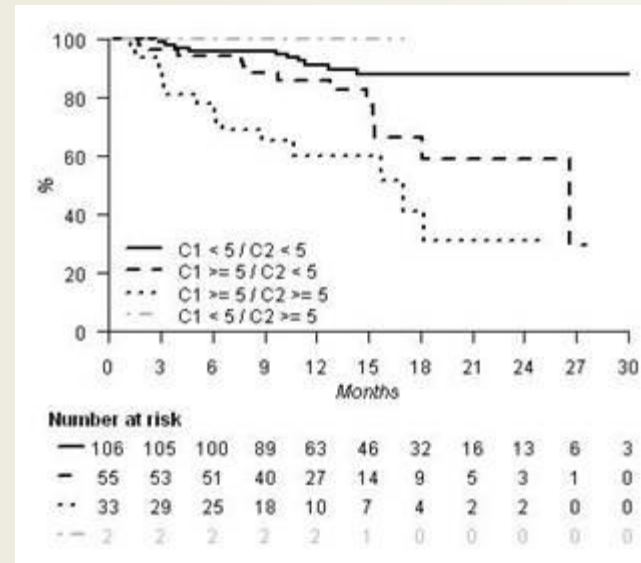 100
80
60
%
40
20
0
C1 < 5 / C2 < 5
C1 >= 5 / C2 < 5
C1 >= 5 / C2 >= 5
C1 < 5 / C2 >= 5
0 3 6 9 12 15 18 21 24 27 30
Months
Number at risk
106 105 100 89 63 46 32 16 13 6 3
55 53 51 40 27 14 9 5 3 1 0
33 29 25 18 10 7 4 2 2 0 0
2 2 2 2 2 1 0 0 0 0 0